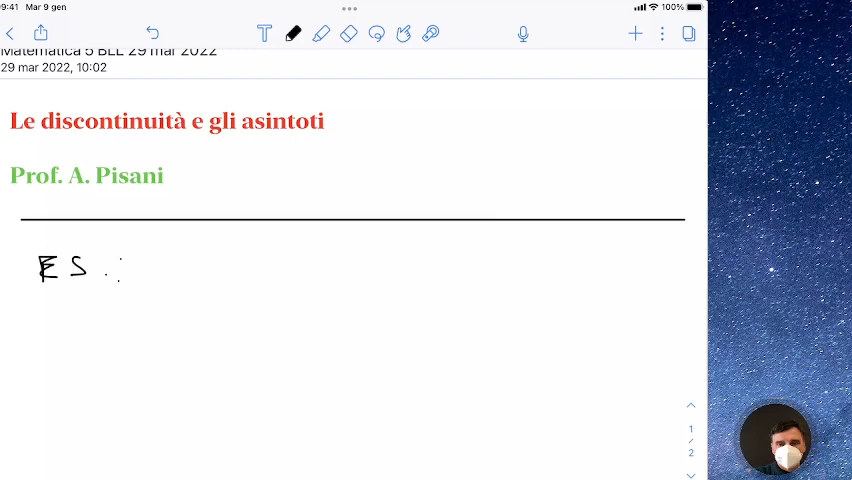 9:41 Mar 9 gen 100%
Matematica 5 BLL 29 mar 2022
29 mar 2022, 10:02
Le discontinuità e gli asintoti
Prof. A. Pisani
ES.:
1
/
2